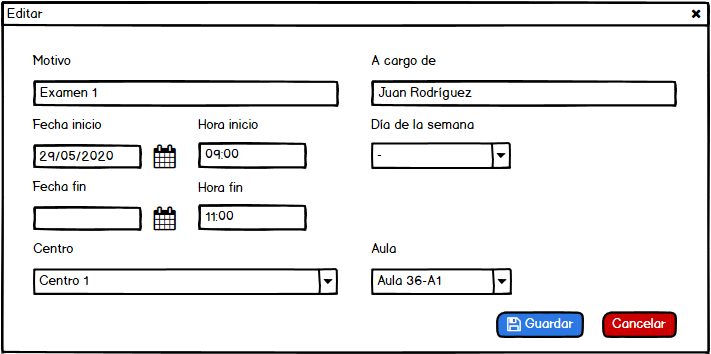 Editar
Motivo
A cargo de
Examen 1
Juan Rodríguez
Fecha inicio
Hora inicio
Día de la semana
29/05/2020
09:00
-
Fecha fin
Hora fin
11:00
Centro
Aula
Centro 1
Aula 36-A1
Guardar
Cancelar